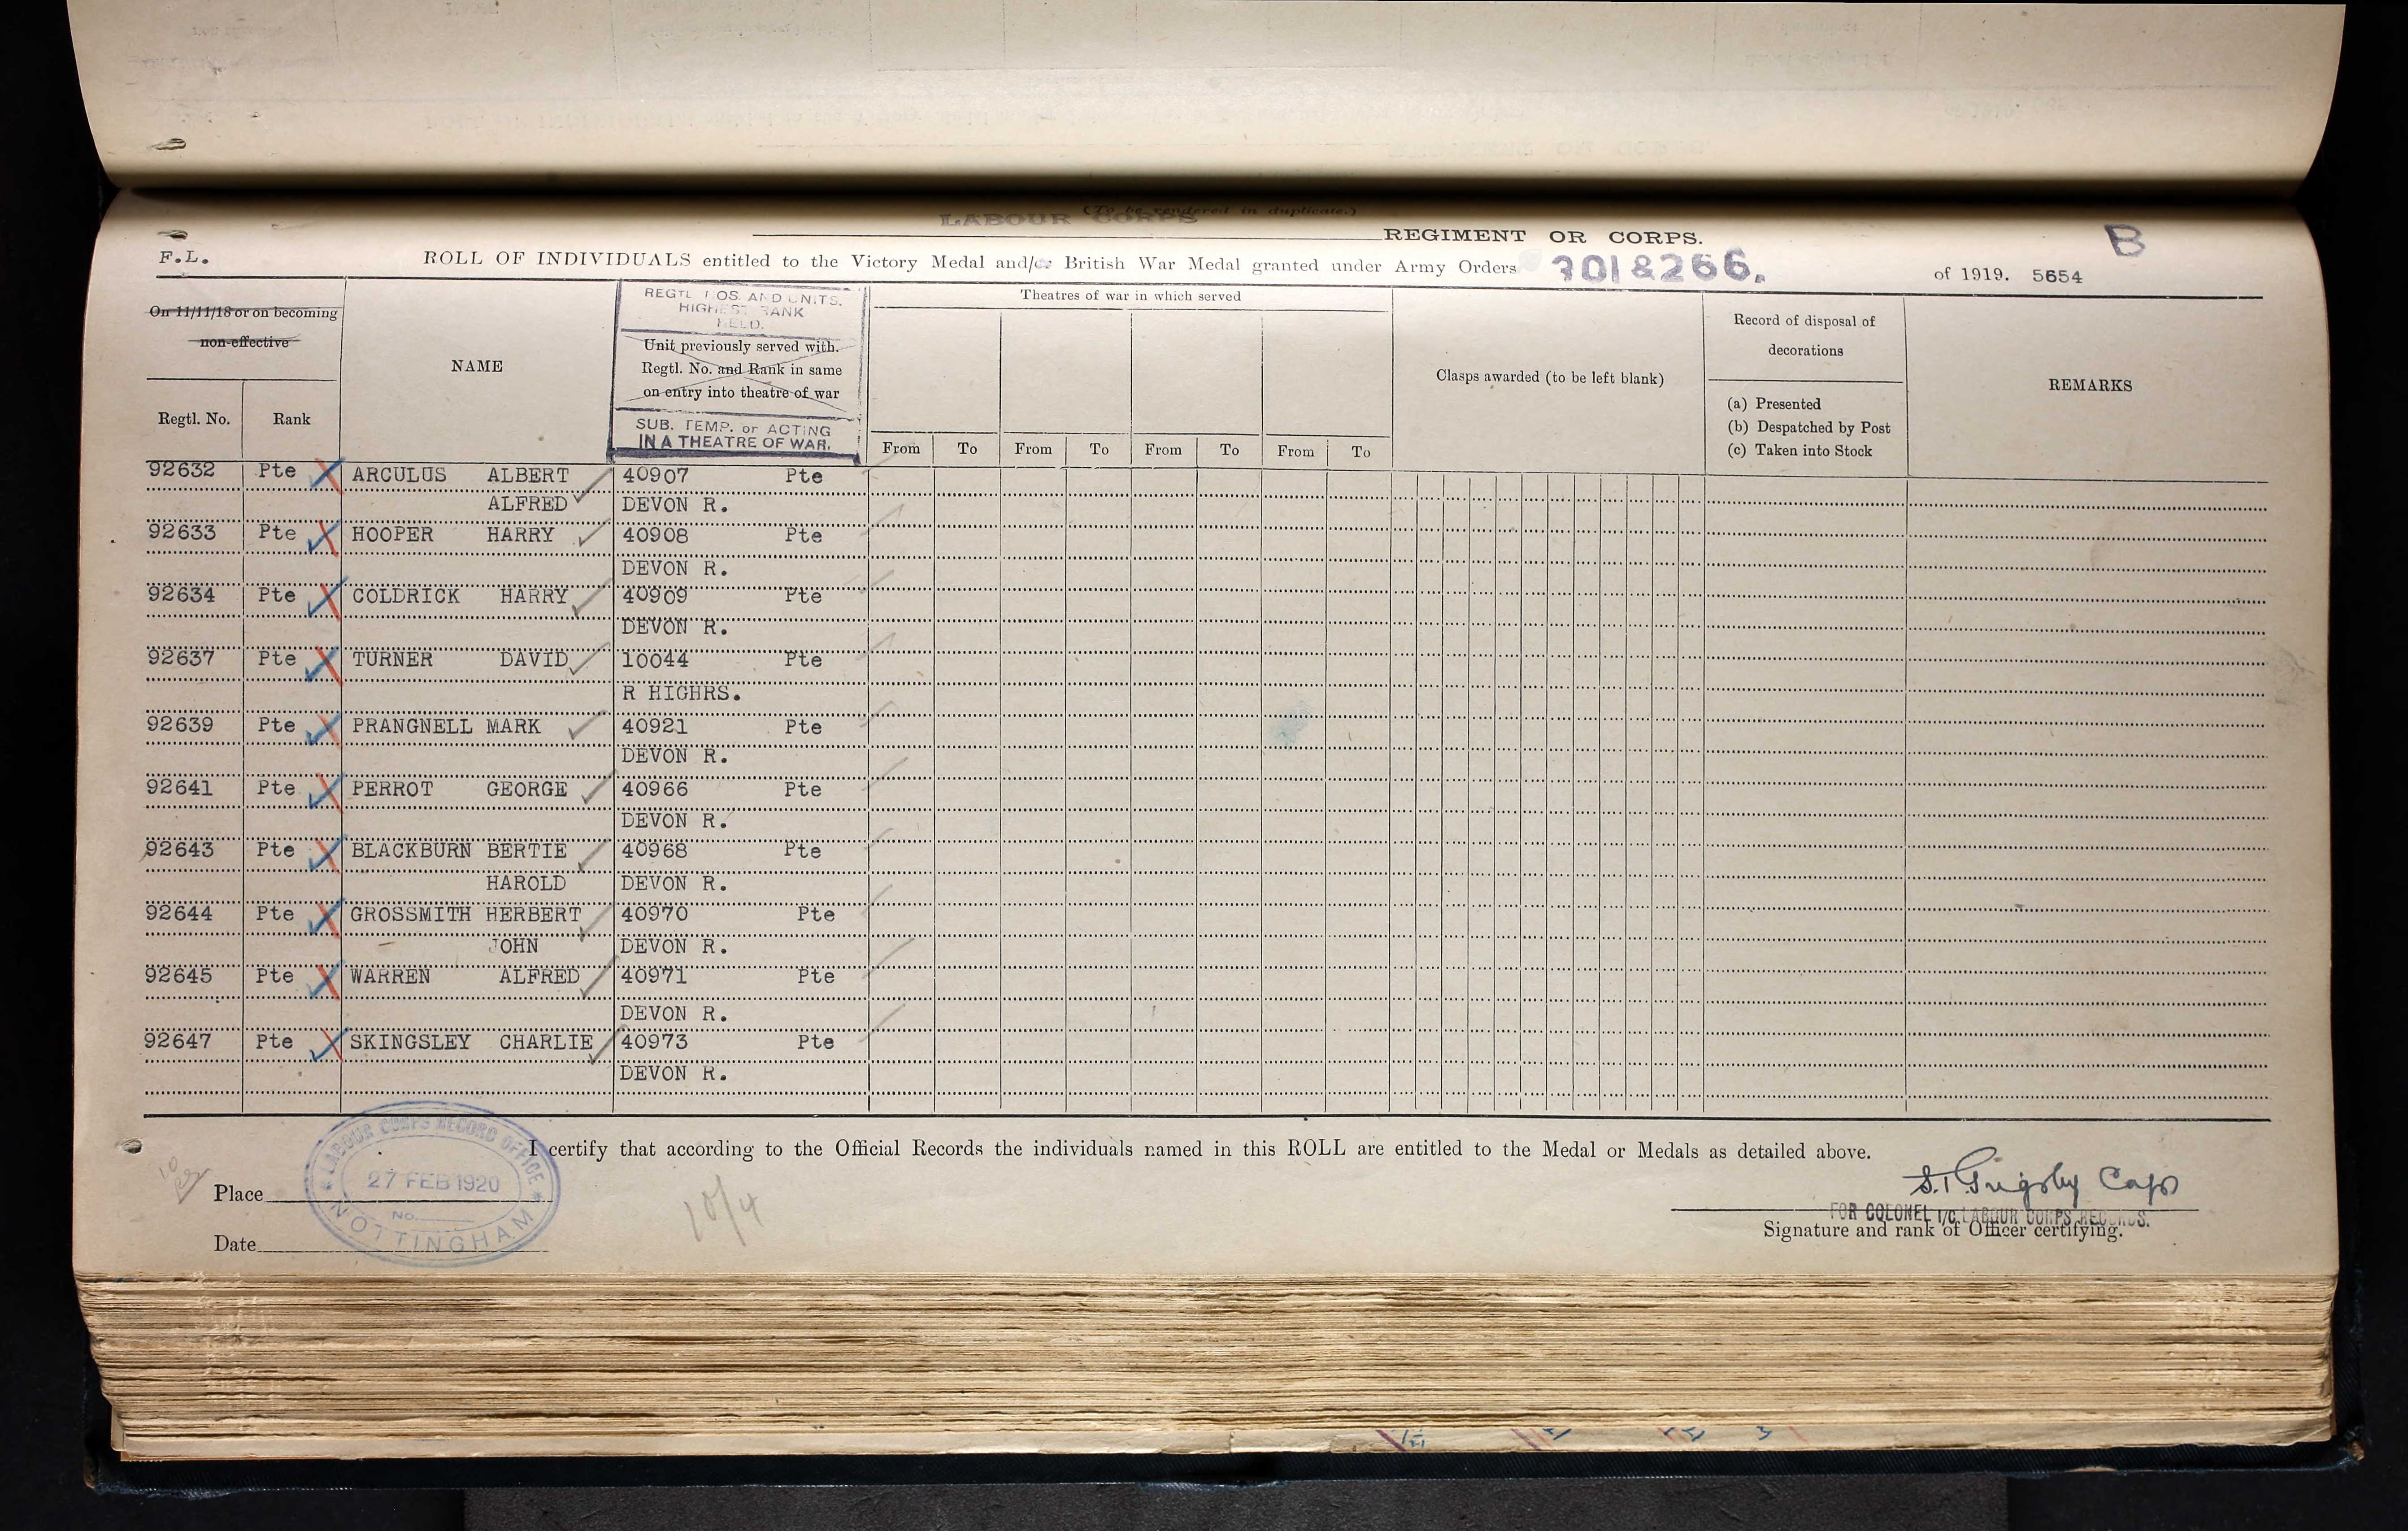 (To be rendered in duplicate.)
LABOUR CORPS
REGIMENT OR CORPS.
B
F.L.
ROLL OF INDIVIDUALS entitled to the Victory Medal and/or British War Medal granted under Army Orders 301 & 266. of 1919. 5654
On 11/11/18 or on becoming
non-effective
Regtl. No.
Rank
NAME
REGTL NOS. AND UNITS.
HIGHEST RANK
HELD.
Unit previously served with.
Regtl. No. and Rank in same
on entry into theatre of war
SUB. TEMP. or ACTING
IN A THEATRE OF WAR.
Theatres of war in which served
From To From To From To From To
Clasps awarded (to be left blank)
Record of disposal of
decorations
(a) Presented
(b) Despatched by Post
(c) Taken into Stock
REMARKS
92632 Pte ARCULUS ALBERT 40907 Pte
ALFRED DEVON R.
92633 Pte HOOPER HARRY 40908 Pte
DEVON R.
92634 Pte COLDRICK HARRY 40909 Pte
DEVON R.
92637 Pte TURNER DAVID 10044 Pte
R HIGHRS.
92639 Pte PRANGNELL MARK 40921 Pte
DEVON R.
92641 Pte PERROT GEORGE 40966 Pte
DEVON R.
92643 Pte BLACKBURN BERTIE 40968 Pte
HAROLD DEVON R.
92644 Pte GROSSMITH HERBERT 40970 Pte
JOHN DEVON R.
92645 Pte WARREN ALFRED 40971 Pte
DEVON R.
92647 Pte SKINGSLEY CHARLIE 40973 Pte
DEVON R.
I certify that according to the Official Records the individuals named in this ROLL are entitled to the Medal or Medals as detailed above.
LABOUR CORPS RECORD OFFICE
27 FEB 1920
No.
NOTTINGHAM
Place
Date
10/4
Grigsby Capt
FOR COLONEL I/C LABOUR CORPS RECORDS.
Signature and rank of Officer certifying.